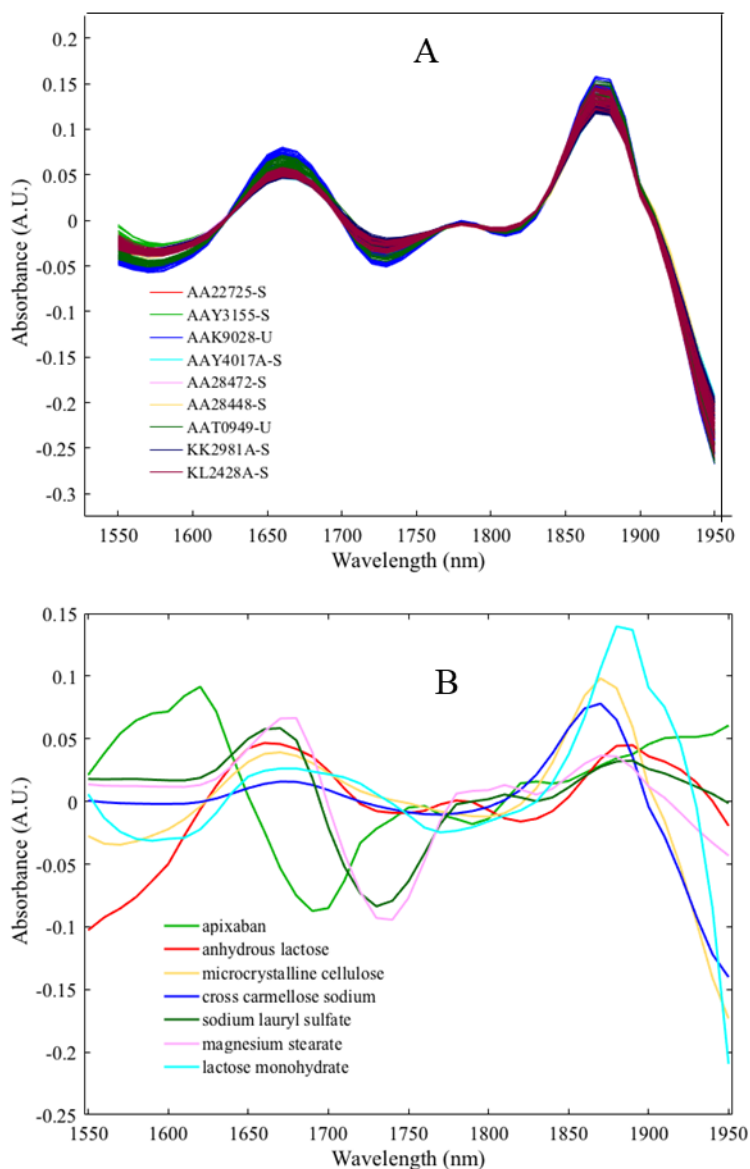 A
0.2
0.15
0.1
0.05
0
-0.05
-0.1
-0.15
-0.2
-0.25
-0.3
Absorbance (A.U.)
AA22725-S
AAY3155-S
AAK9028-U
AAY4017A-S
AA28472-S
AA28448-S
AAT0949-U
KK2981A-S
KL2428A-S
1550 1600 1650 1700 1750 1800 1850 1900 1950
Wavelength (nm)
B
0.15
0.1
0.05
0
-0.05
-0.1
-0.15
-0.2
-0.25
Absorbance (A.U.)
apixaban
anhydrous lactose
microcrystalline cellulose
cross carmellose sodium
sodium lauryl sulfate
magnesium stearate
lactose monohydrate
1550 1600 1650 1700 1750 1800 1850 1900 1950
Wavelength (nm)